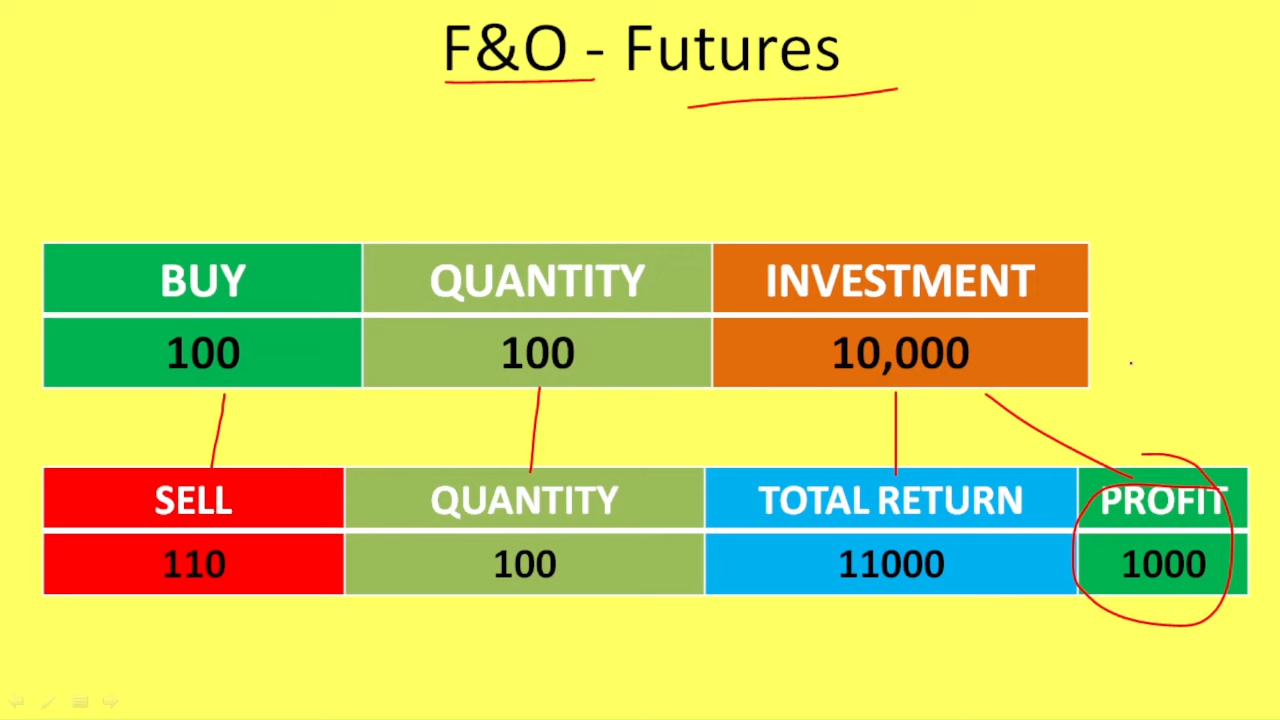 F&O - Futures
BUY QUANTITY INVESTMENT
100 100 10,000
SELL QUANTITY TOTAL RETURN PROFIT
110 100 11000 1000